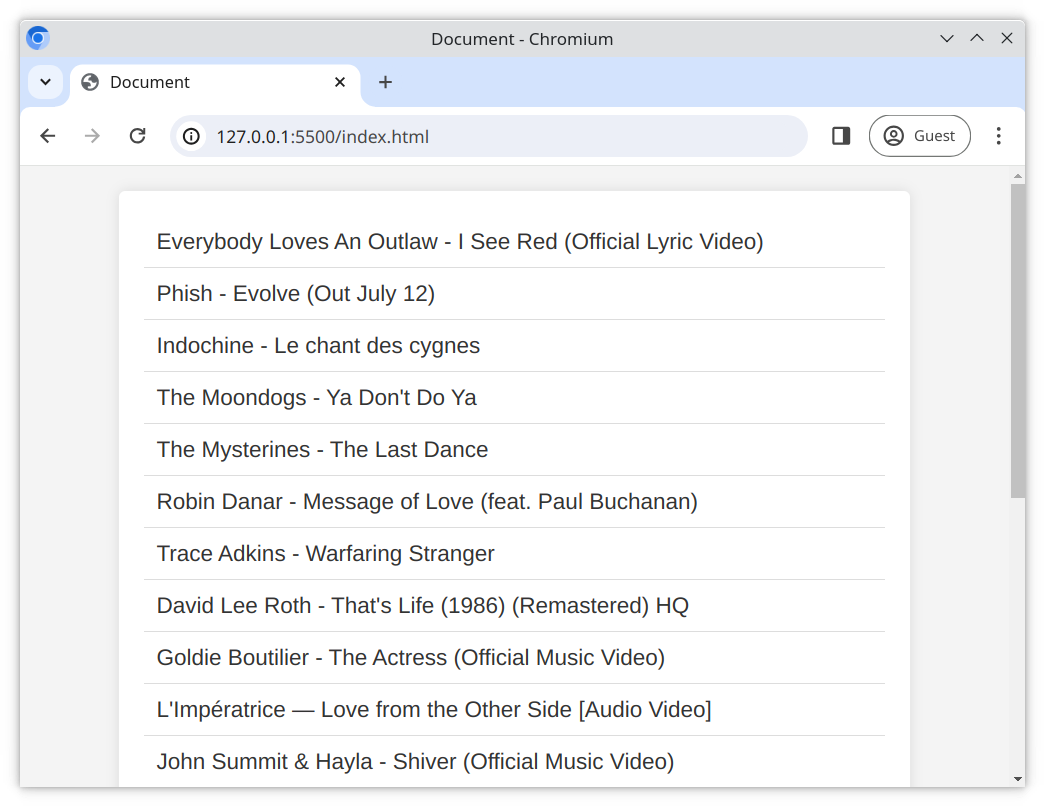 Document - Chromium
Document
127.0.0.1:5500/index.html
Guest
Everybody Loves An Outlaw - I See Red (Official Lyric Video)
Phish - Evolve (Out July 12)
Indochine - Le chant des cygnes
The Moondogs - Ya Don't Do Ya
The Mysterines - The Last Dance
Robin Danar - Message of Love (feat. Paul Buchanan)
Trace Adkins - Warfaring Stranger
David Lee Roth - That's Life (1986) (Remastered) HQ
Goldie Boutilier - The Actress (Official Music Video)
L'Impératrice — Love from the Other Side [Audio Video]
John Summit & Hayla - Shiver (Official Music Video)